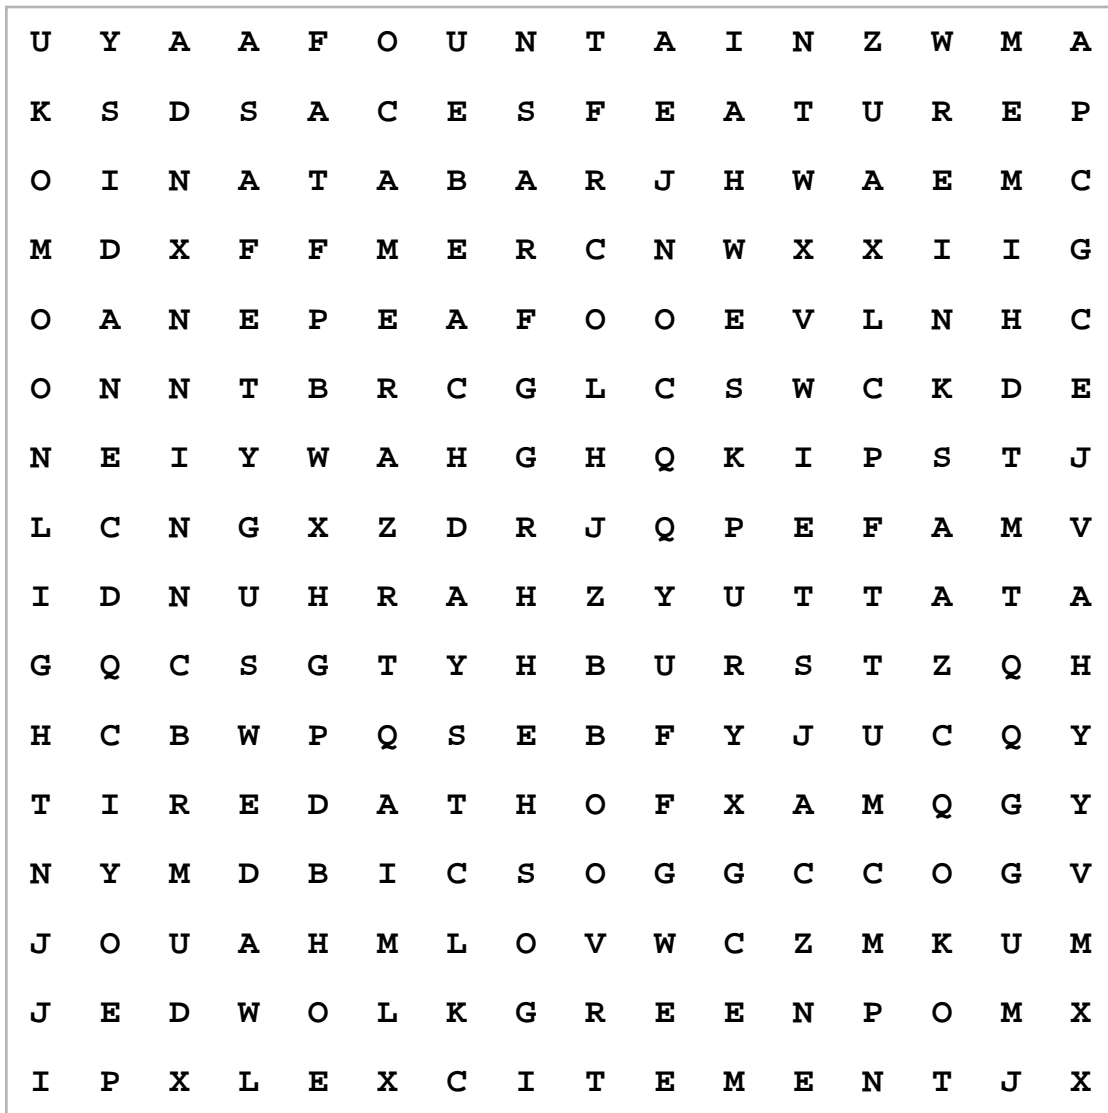 U Y A A F O U N T A I N Z W M A
K S D S A C E S F E A T U R E P
O I N A T A B A R J H W A E M C
M D X F F M E R C N W X X I I G
O A N E P E A F O O E V L N H C
O N N T B R C G L C S W C K D E
N E I Y W A H G H Q K I P S T J
L C N G X Z D R J Q P E F A M V
I D N U H R A H Z Y U T T A T A
G Q C S G T Y H B U R S T Z Q H
H C B W P Q S E B F Y J U C Q Y
T I R E D A T H O F X A M Q G Y
N Y M D B I C S O G G C C O G V
J O U A H M L O V W C Z M K U M
J E D W O L K G R E E N P O M X
I P X L E X C I T E M E N T J X